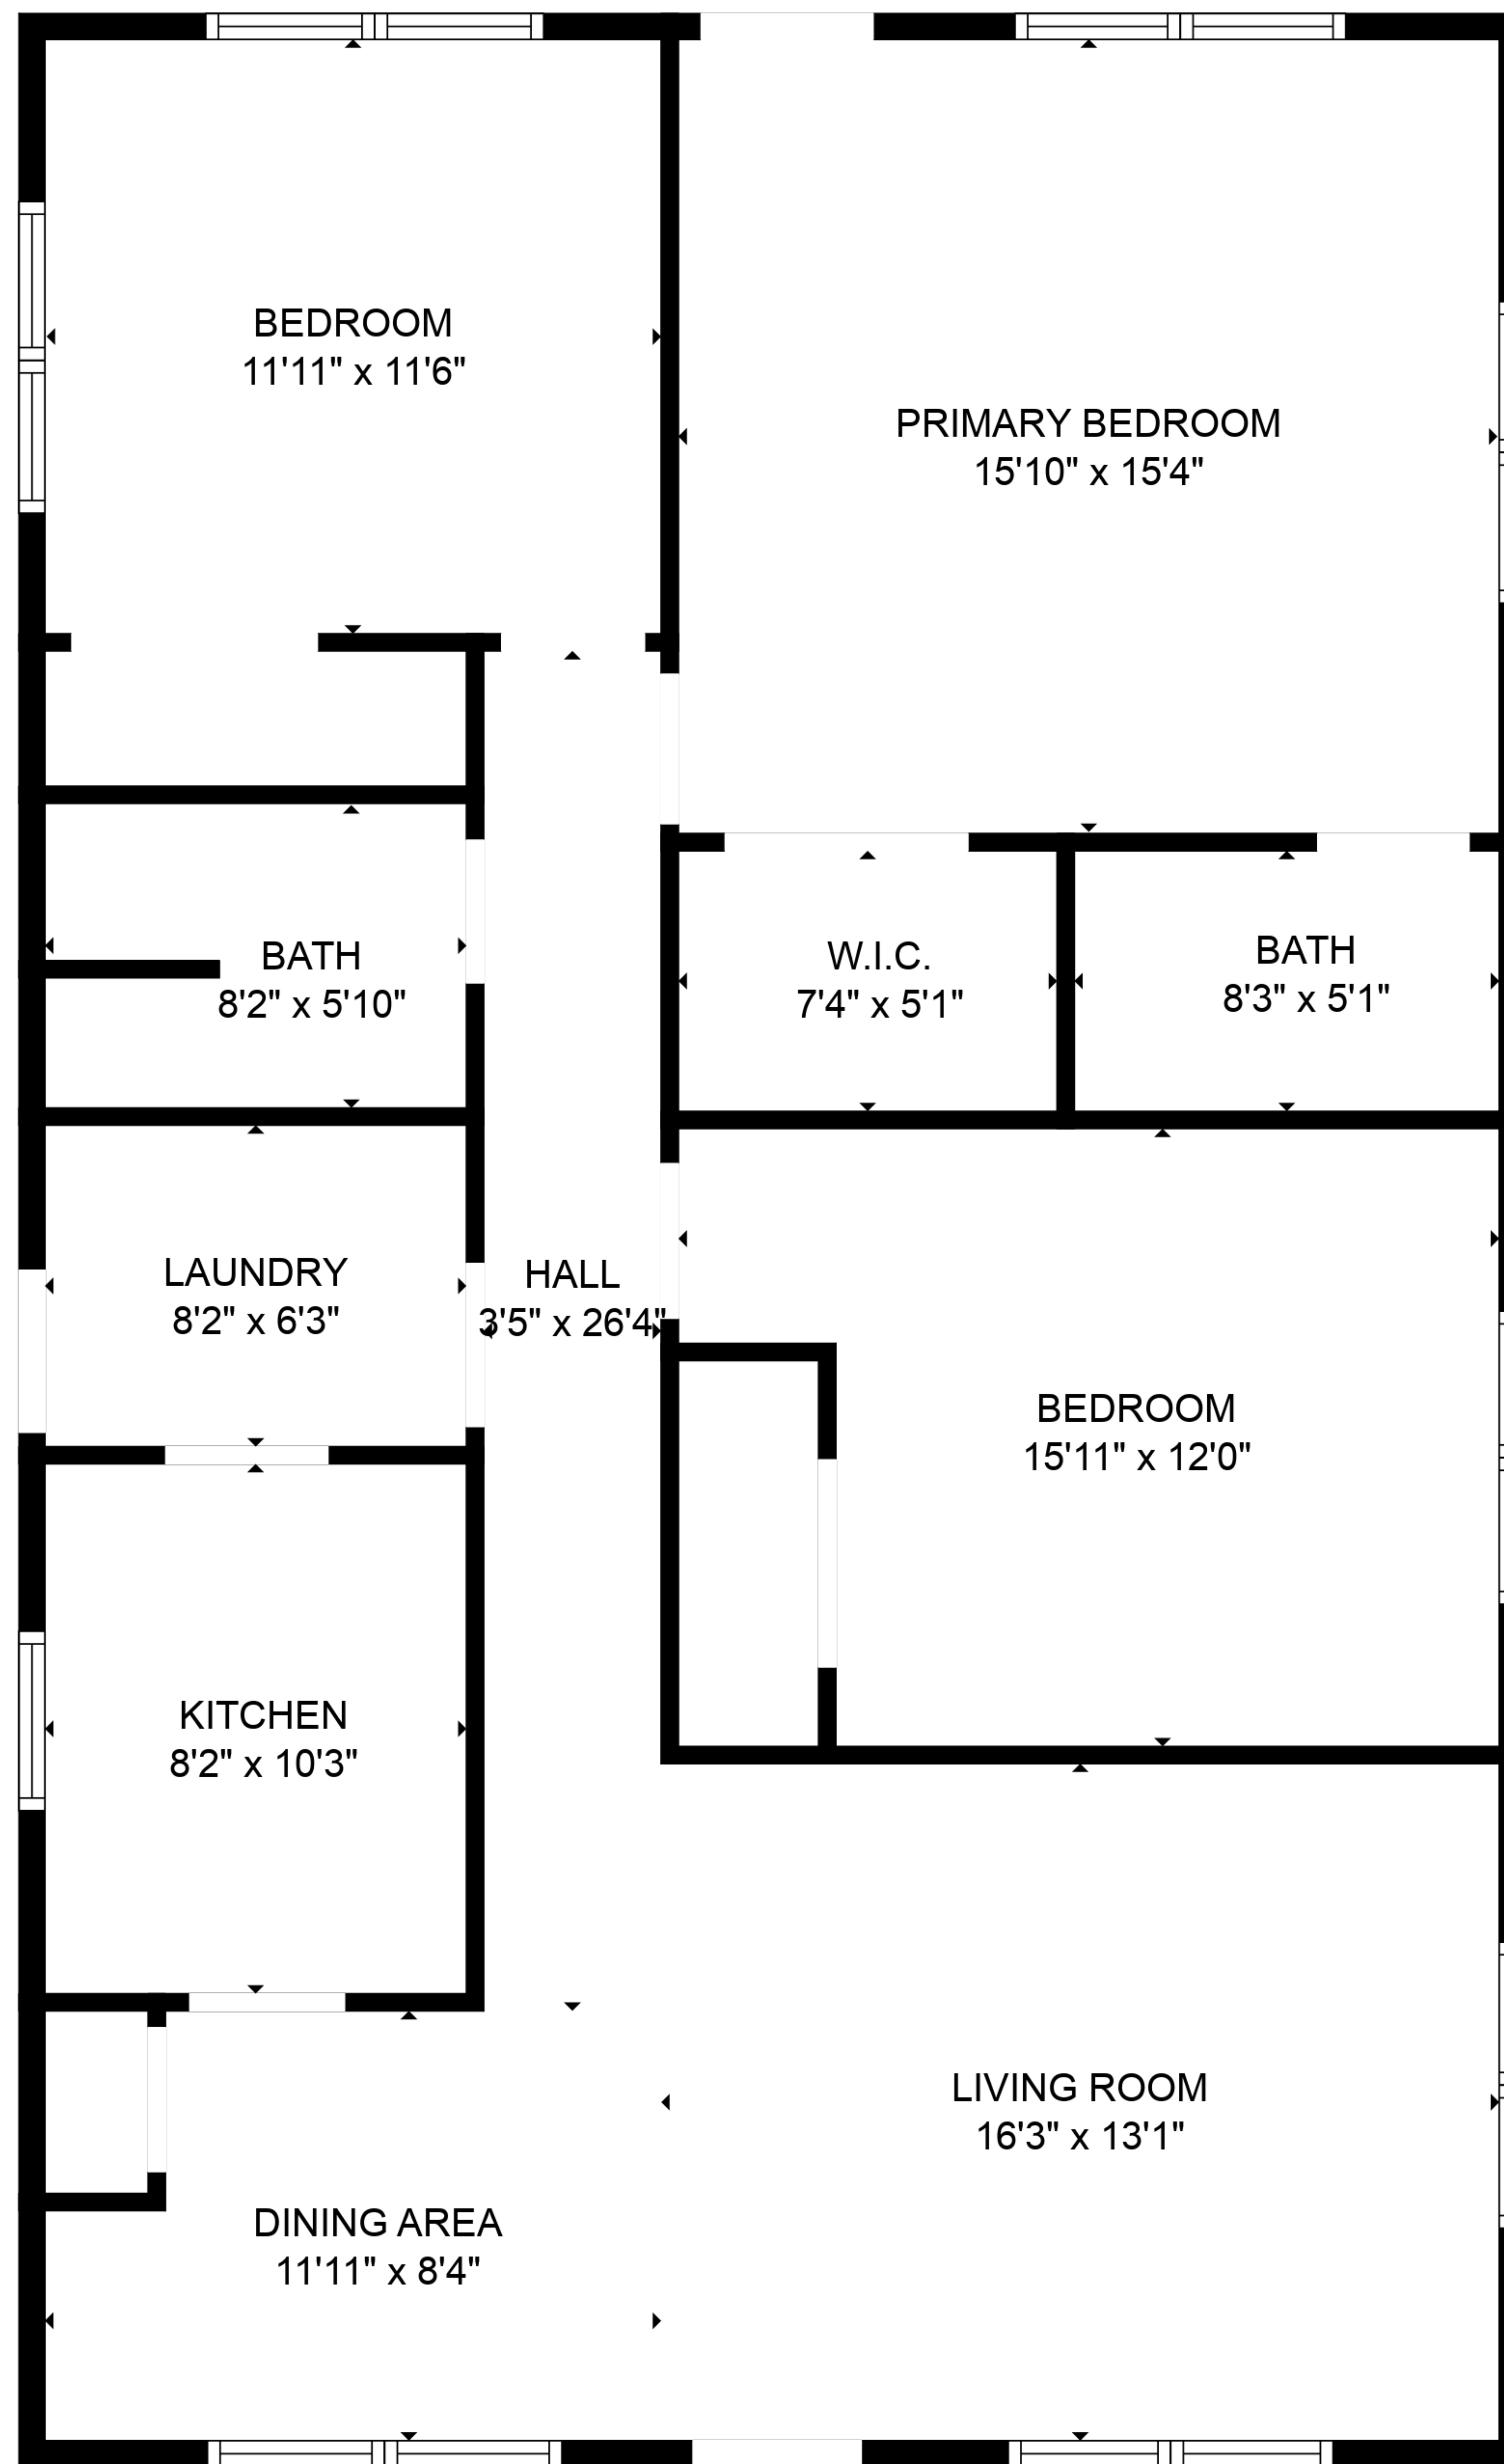 BEDROOM
11'11" x 11'6"
PRIMARY BEDROOM
15'10" x 15'4"
BATH
8'2" x 5'10"
W.I.C.
7'4" x 5'1"
BATH
8'3" x 5'1"
LAUNDRY
8'2" x 6'3"
HALL
3'5" x 26'4"
BEDROOM
15'11" x 12'0"
KITCHEN
8'2" x 10'3"
LIVING ROOM
16'3" x 13'1"
DINING AREA
11'11" x 8'4"